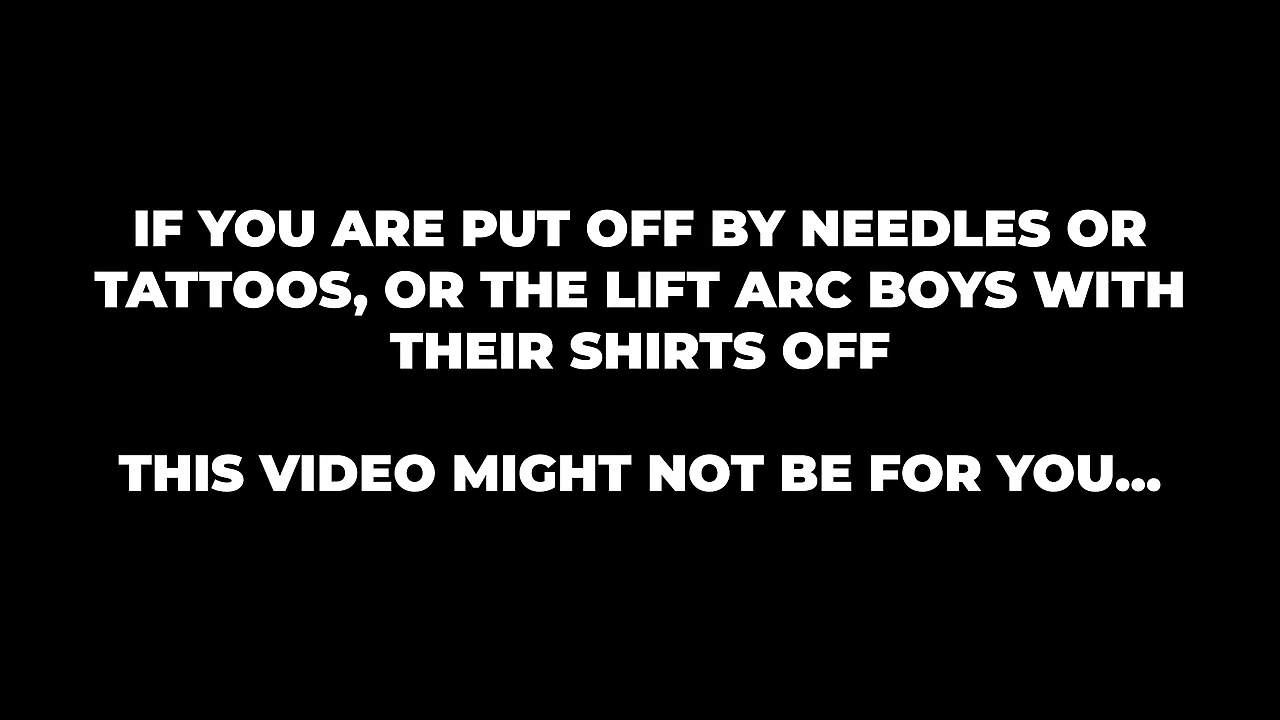 IF YOU ARE PUT OFF BY NEEDLES OR
TATTOOS, OR THE LIFT ARC BOYS WITH
THEIR SHIRTS OFF
THIS VIDEO MIGHT NOT BE FOR YOU...